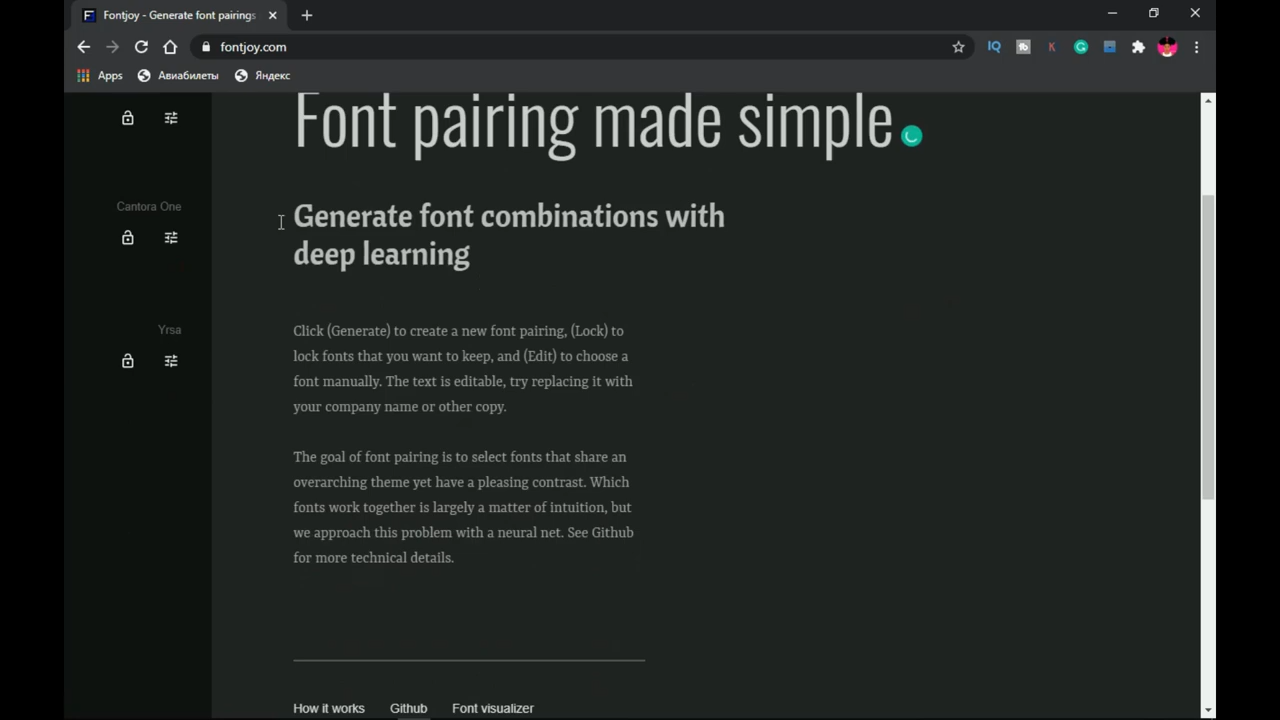 Fontjoy - Generate font pairings
fontjoy.com
Apps
Авиабилеты
Яндекс
Font pairing made simple
Cantora One
Generate font combinations with
deep learning
Yrsa
Click (Generate) to create a new font pairing, (Lock) to
lock fonts that you want to keep, and (Edit) to choose a
font manually. The text is editable, try replacing it with
your company name or other copy.
The goal of font pairing is to select fonts that share an
overarching theme yet have a pleasing contrast. Which
fonts work together is largely a matter of intuition, but
we approach this problem with a neural net. See Github
for more technical details.
How it works Github Font visualizer